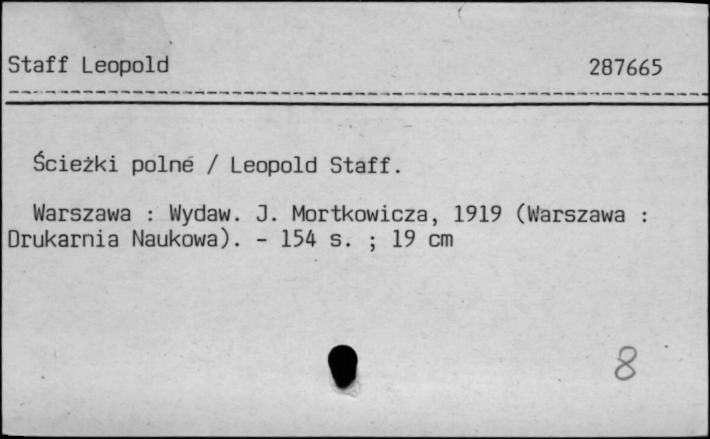 Staff Leopold 287665
Ścieżki polne / Leopold Staff.
Warszawa : Wydaw. J. Mortkowicza, 1919 (Warszawa :
Drukarnia Naukowa). - 154 s. ; 19 cm
8